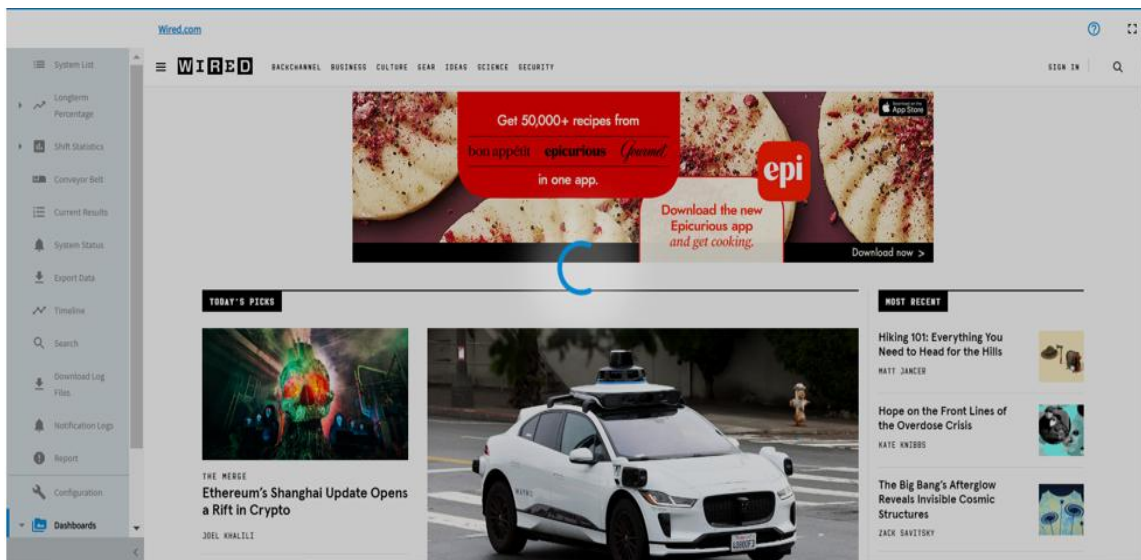 Wired.com
System List
Longterm
Percentage
Shift Statistics
Conveyor Belt
Current Results
System Status
Export Data
Timeline
Search
Download Log
Files
Notification Logs
Report
Configuration
Dashboards
WIRED
BACKCHANNEL BUSINESS CULTURE GEAR IDEAS SCIENCE SECURITY
SIGN IN
Get 50,000+ recipes from
bon appétit epicurious Gourmet
in one app.
Download on the
App Store
epi
Download the new
Epicurious app
and get cooking.
Download now >
TODAY'S PICKS
THE MERGE
Ethereum's Shanghai Update Opens
a Rift in Crypto
JOEL KHALILI
MOST RECENT
Hiking 101: Everything You
Need to Head for the Hills
MATT JANCER
Hope on the Front Lines of
the Overdose Crisis
KATE KNIBBS
The Big Bang's Afterglow
Reveals Invisible Cosmic
Structures
ZACK SAVITSKY